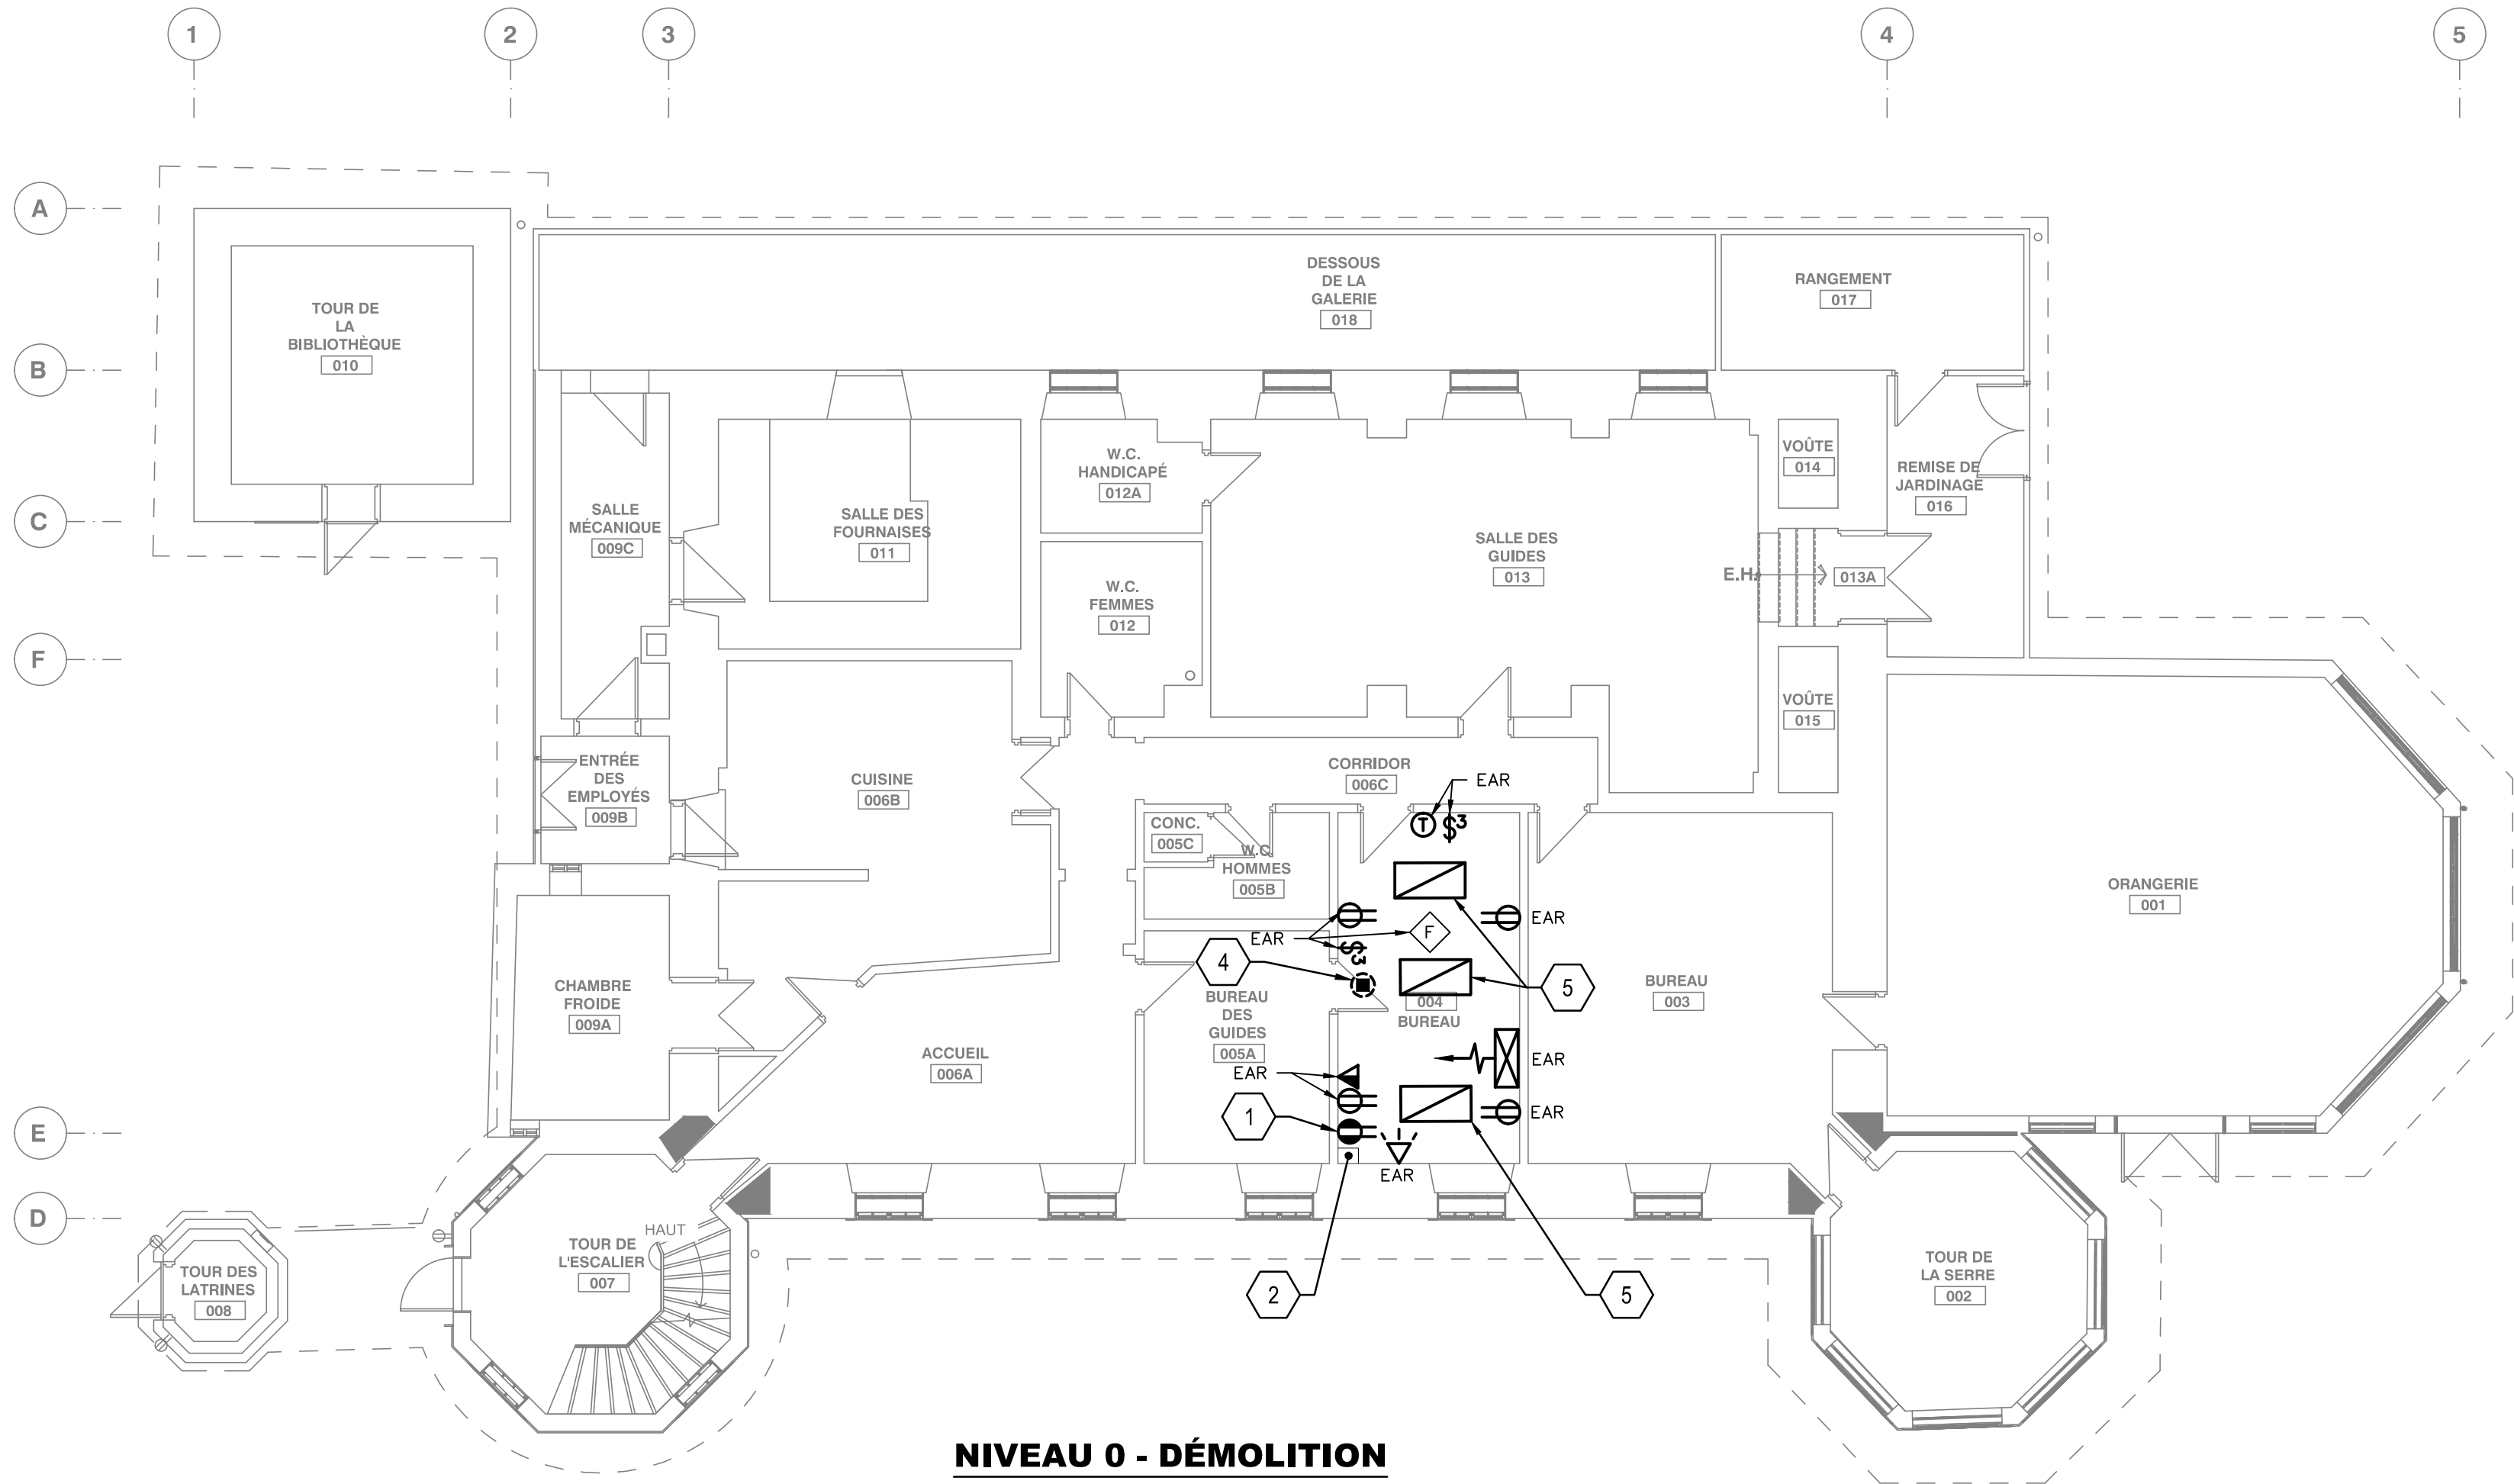 1
2
3
4
5
A
B
C
F
E
D
TOUR DE
LA
BIBLIOTHÈQUE
010
DESSOUS
DE LA
GALERIE
018
RANGEMENT
017
SALLE
MÉCANIQUE
009C
SALLE DES
FOURNAISES
011
W.C.
HANDICAPÉ
012A
W.C.
FEMMES
012
SALLE DES
GUIDES
013
VOÛTE
014
REMISE DE
JARDINAGE
016
E.H.
013A
VOÛTE
015
ENTRÉE
DES
EMPLOYÉS
009B
CUISINE
006B
CORRIDOR
006C
EAR
T
$3
CONC.
005C
W.C.
HOMMES
005B
EAR
F
EAR
$3
4
5
BUREAU
DES
GUIDES
005A
004
BUREAU
BUREAU
003
ORANGERIE
001
CHAMBRE
FROIDE
009A
ACCUEIL
006A
EAR
EAR
1
EAR
EAR
2
5
HAUT
TOUR DE
L'ESCALIER
007
TOUR DES
LATRINES
008
TOUR DE
LA SERRE
002
NIVEAU 0 - DÉMOLITION